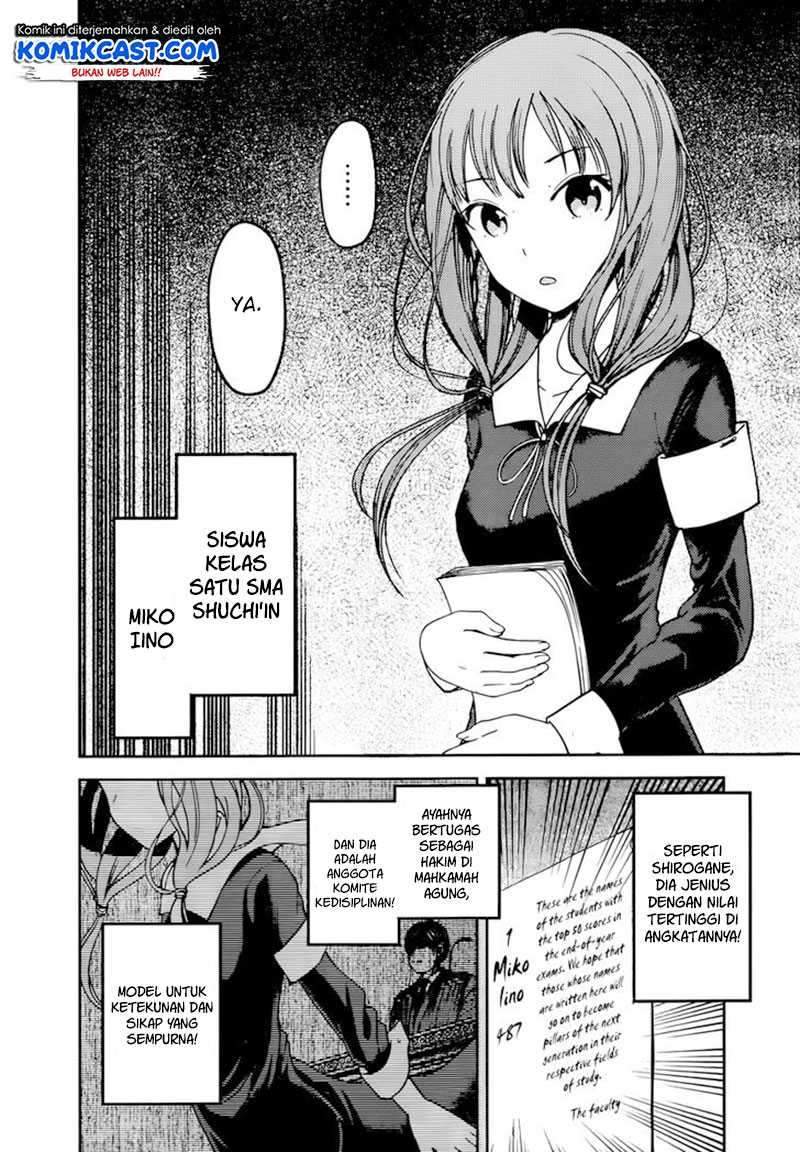 Komik ini diterjemahkan & diedit oleh
KOMIKCAST.COM
BUKAN WEB LAIN!!
........
YA.
SISWA
KELAS
SATU SMA
SHUCHI'IN
MIKO
IINO
SEPERTI
SHIROGANE,
DIA JENIUS
DENGAN NILAI
TERTINGGI DI
ANGKATANNYA!
These are the names
of the students with
the top 50 scores in
the end-of-year
exams. We hope that
those whose names
are written here will
go on to become
pillars of the next
generation in their
respective fields
of study.
The faculty
1
Miko
Iino
487
AYAHNYA
BERTUGAS
SEBAGAI
HAKIM DI
MAHKAMAH
AGUNG,
DAN DIA
ADALAH
ANGGOTA
KOMITE
KEDISIPLINAN!
MODEL UNTUK
KETEKUNAN DAN
SIKAP YANG
SEMPURNA!